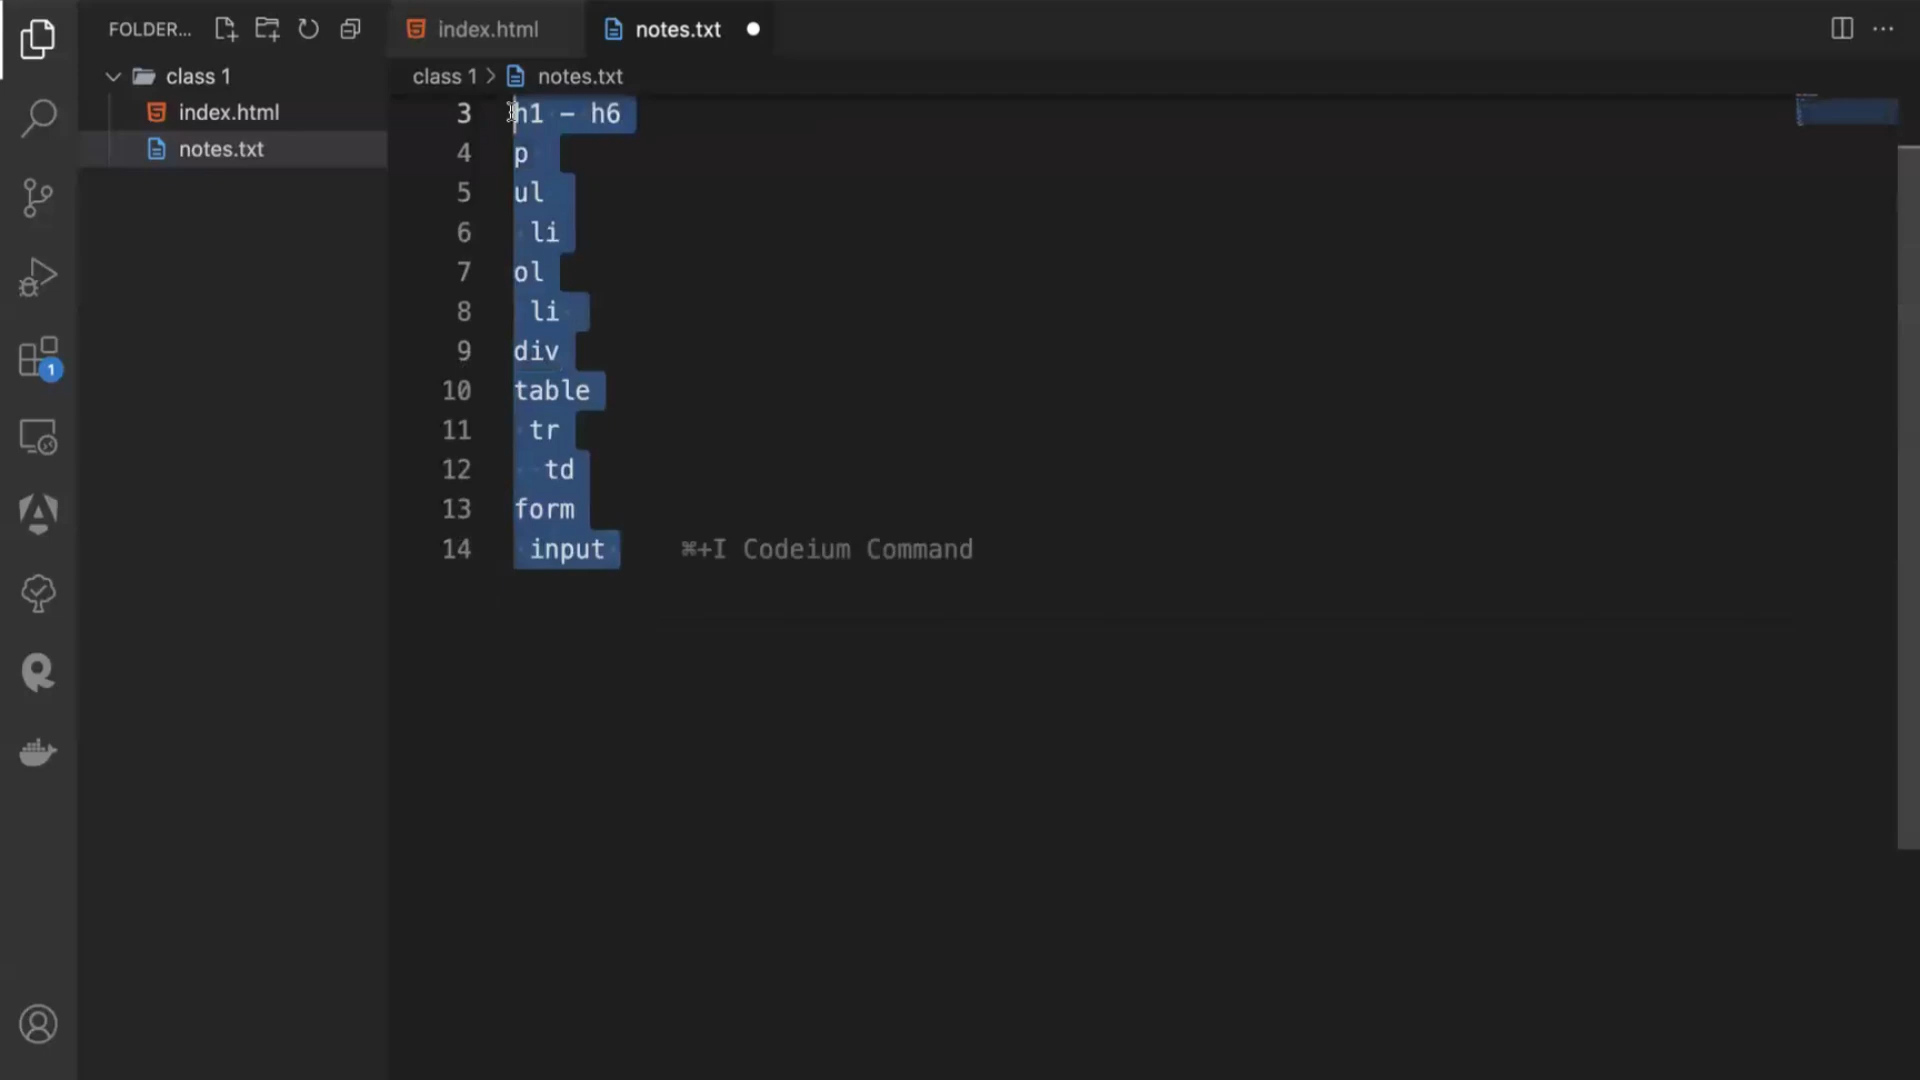 FOLDER...
index.html
notes.txt
class 1
class 1 > notes.txt
index.html
notes.txt
3 h1 - h6
4 p
5 ul
6 li
7 ol
8 li
9 div
10 table
11 tr
12 td
13 form
14 input ⌘+I Codeium Command
1